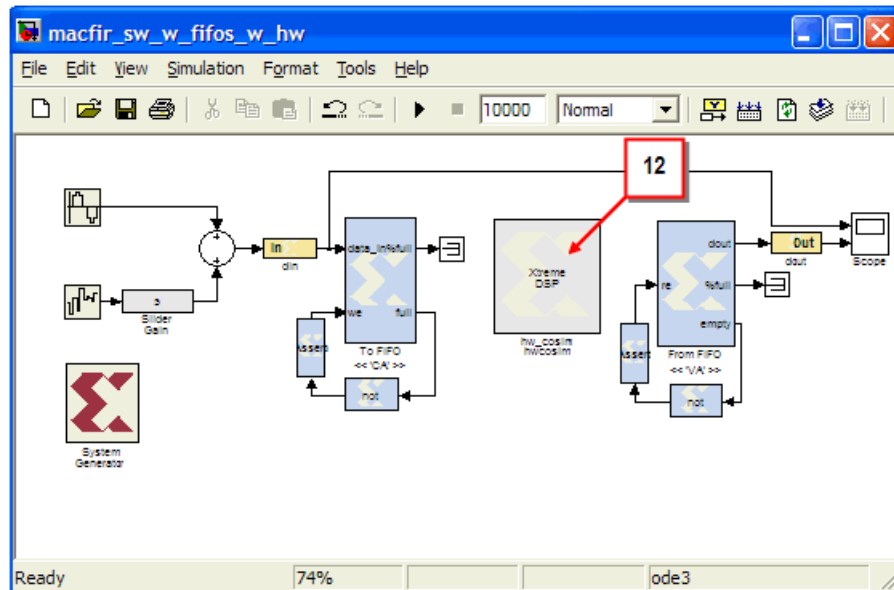 macfir_sw_w_fifos_w_hw
File Edit View Simulation Format Tools Help
10000 Normal
12
In
din
data_in
%full
we
full
Assert
To FIFO
<< 'CA' >>
not
Xtreme
DSP
hw_cosim
hwcosim
dout
re
%full
empty
Assert
From FIFO
<< 'VA' >>
not
Out
dout
Scope
Slider
Gain
System
Generator
Ready 74% ode3